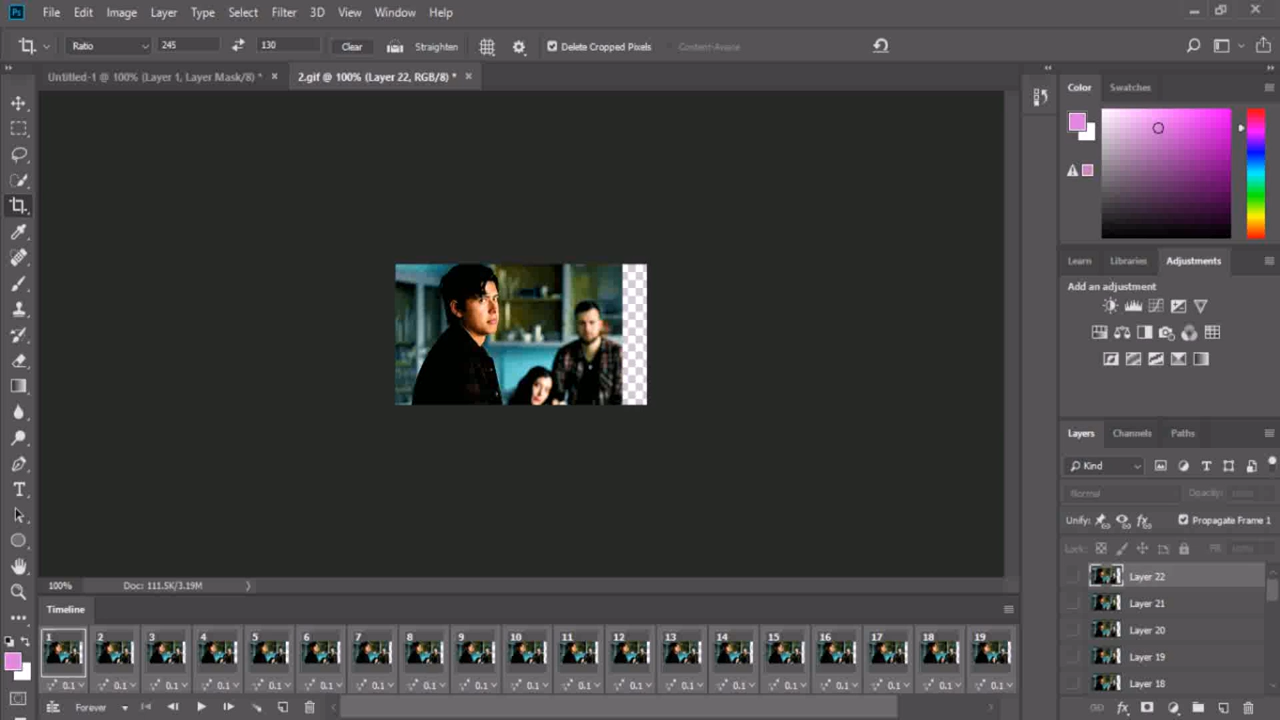 Ps File Edit Image Layer Type Select Filter 3D View Window Help
Ratio 245 130 Clear Straighten Delete Cropped Pixels Content-Aware
Untitled-1 @ 100% (Layer 1, Layer Mask/8) * × 2.gif @ 100% (Layer 22, RGB/8) * ×
Color Swatches
Learn Libraries Adjustments
Add an adjustment
Layers Channels Paths
Kind
Normal Opacity:
Unify: Propagate Frame 1
Lock: Fill:
Layer 22
Layer 21
Layer 20
Layer 19
Layer 18
100% Doc: 111.5K/3.19M
Timeline
1 2 3 4 5 6 7 8 9 10 11 12 13 14 15 16 17 18 19
0.1 0.1 0.1 0.1 0.1 0.1 0.1 0.1 0.1 0.1 0.1 0.1 0.1 0.1 0.1 0.1 0.1 0.1 0.1
Forever